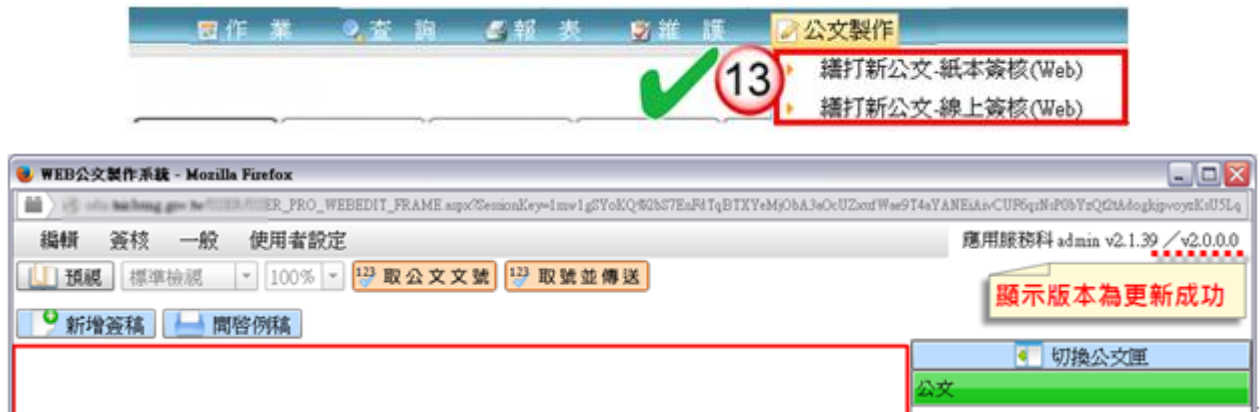 作 業 查 詢 報 表 維 護 公文製作
13
繕打新公文-紙本簽核(Web)
繕打新公文-線上簽核(Web)
WEB公文製作系統 - Mozilla Firefox
編輯 簽核 一般 使用者設定 應用服務科 admin v2.1.39 ／v2.0.0.0
預視 標準檢視 100% 123 取公文文號 123 取號並傳送
顯示版本為更新成功
新增簽稿 開啓例稿
切換公文匣
公文